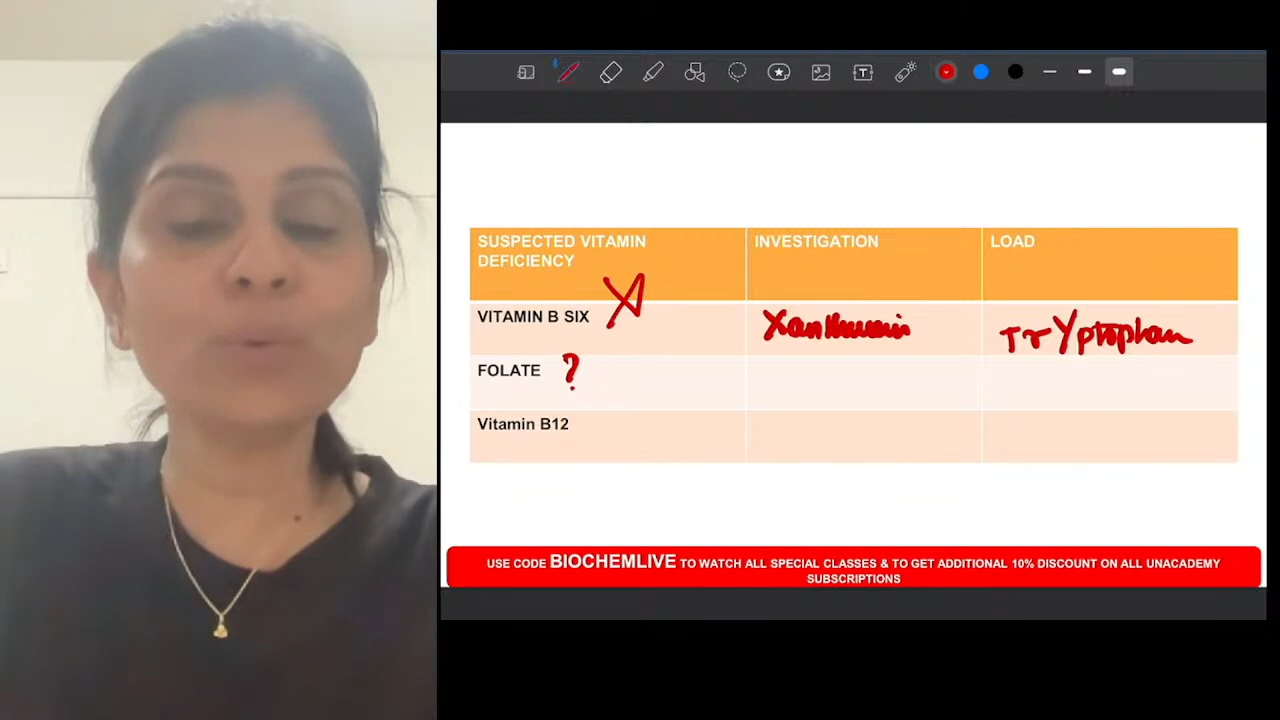 SUSPECTED VITAMIN
DEFICIENCY
INVESTIGATION
LOAD
VITAMIN B SIX
Tryptophan
FOLATE ?
Vitamin B12
USE CODE BIOCHEMLIVE TO WATCH ALL SPECIAL CLASSES & TO GET ADDITIONAL 10% DISCOUNT ON ALL UNACADEMY
SUBSCRIPTIONS